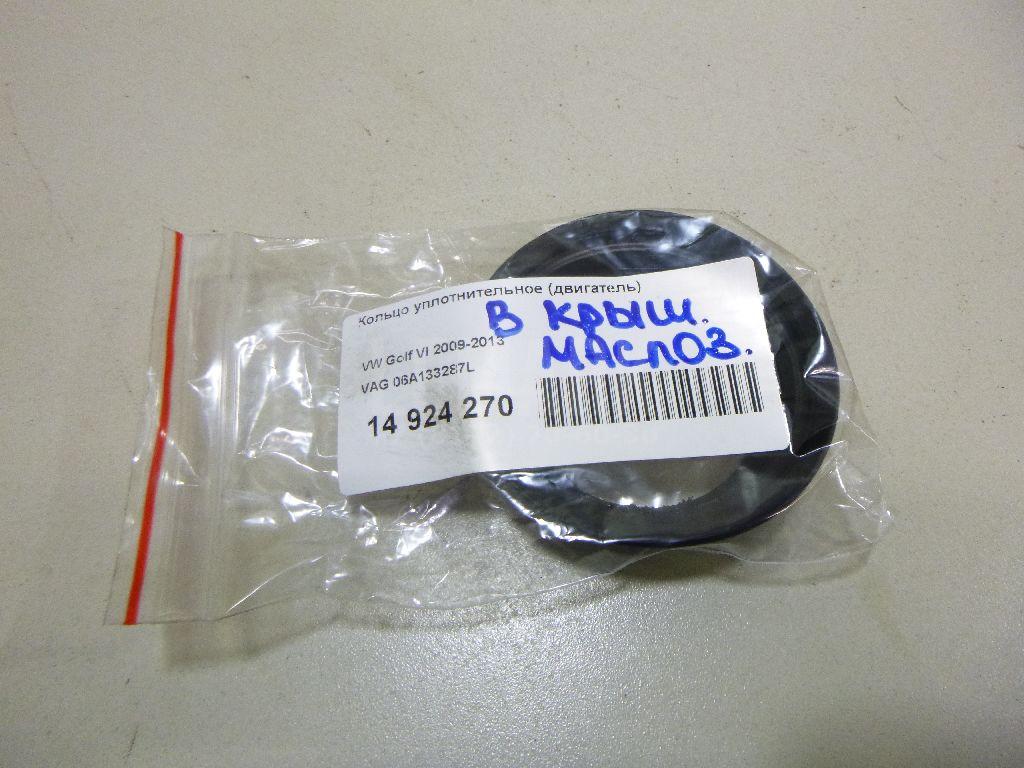 Кольцо уплотнительное (двигатель)
В КРЫШ.
МАСЛОЗ.
VW Golf VI 2009-2013
VAG 06A133287L
14 924 270